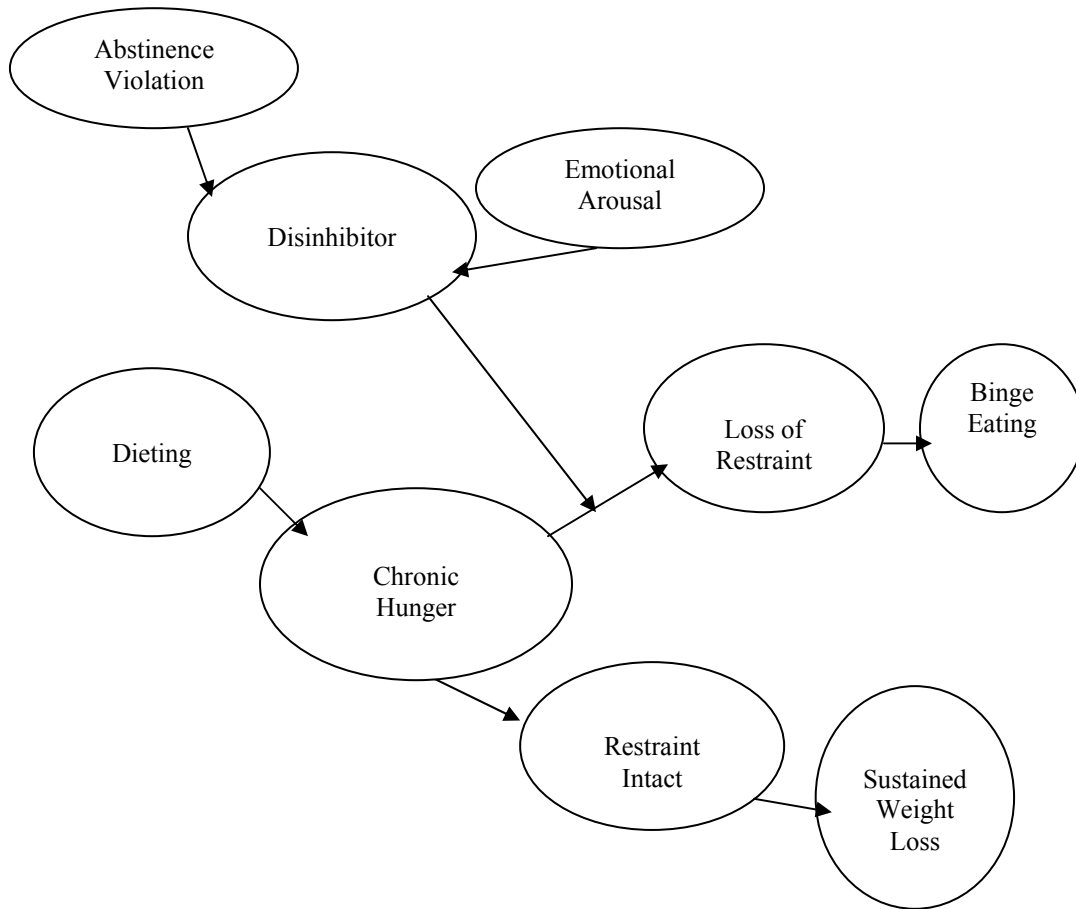 Abstinence
Violation
Emotional
Arousal
Disinhibitor
Binge
Eating
Loss of
Restraint
Dieting
Chronic
Hunger
Restraint
Intact
Sustained
Weight
Loss